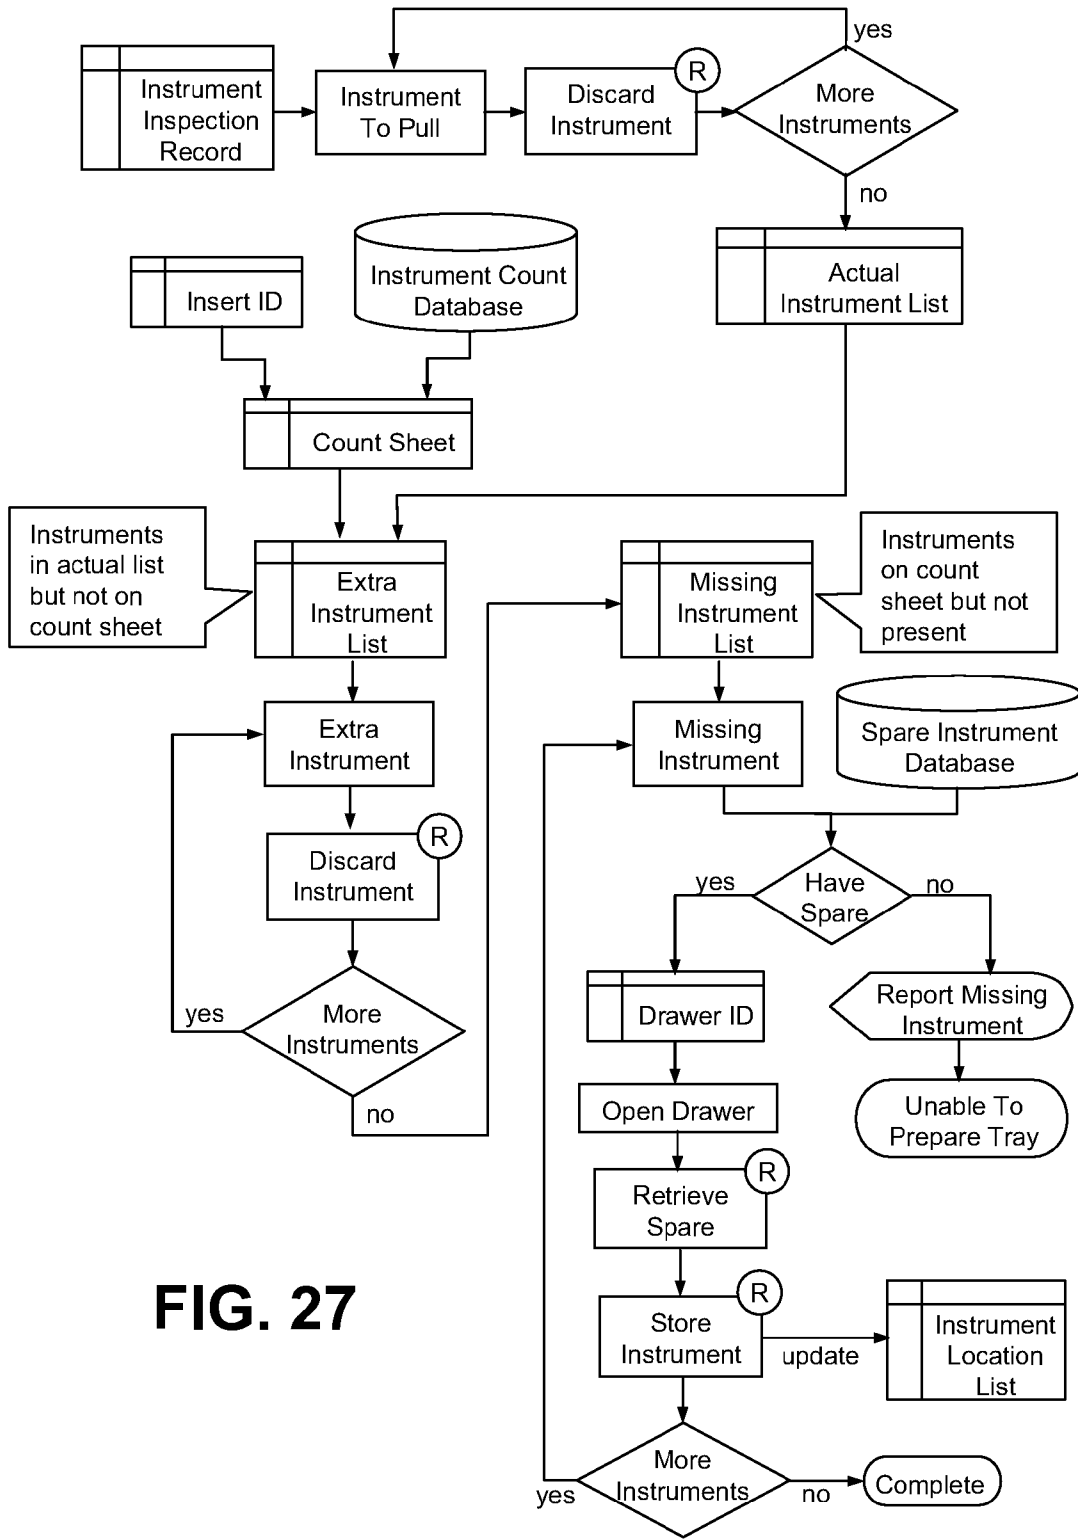 yes
Instrument
Inspection
Record
Instrument
To Pull
Discard
Instrument
R
More
Instruments
no
Insert ID
Instrument Count
Database
Actual
Instrument List
Count Sheet
Instruments
in actual list
but not on
count sheet
Extra
Instrument
List
Missing
Instrument
List
Instruments
on count
sheet but not
present
Extra
Instrument
Missing
Instrument
Spare Instrument
Database
Discard
Instrument
R
yes
Have
Spare
no
More
Instruments
yes
no
Drawer ID
Report Missing
Instrument
Open Drawer
Unable To
Prepare Tray
Retrieve
Spare
R
Store
Instrument
R
update
Instrument
Location
List
FIG. 27
More
Instruments
yes
no
Complete